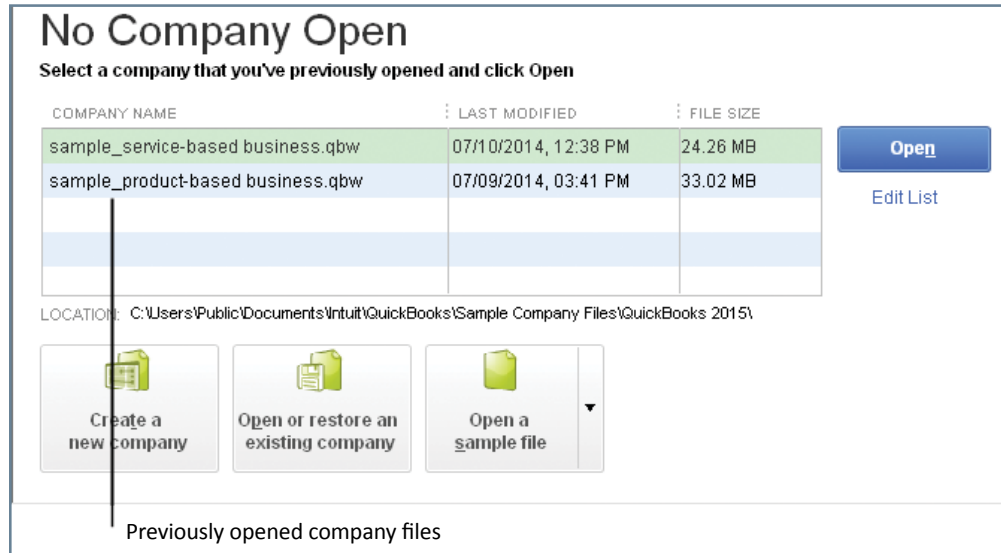 No Company Open
Select a company that you've previously opened and click Open
COMPANY NAME LAST MODIFIED FILE SIZE
sample_service-based business.qbw 07/10/2014, 12:38 PM 24.26 MB
Open
sample_product-based business.qbw 07/09/2014, 03:41 PM 33.02 MB
Edit List
LOCATION: C:\Users\Public\Documents\Intuit\QuickBooks\Sample Company Files\QuickBooks 2015\
Create a
new company
Open or restore an
existing company
Open a
sample file
Previously opened company files